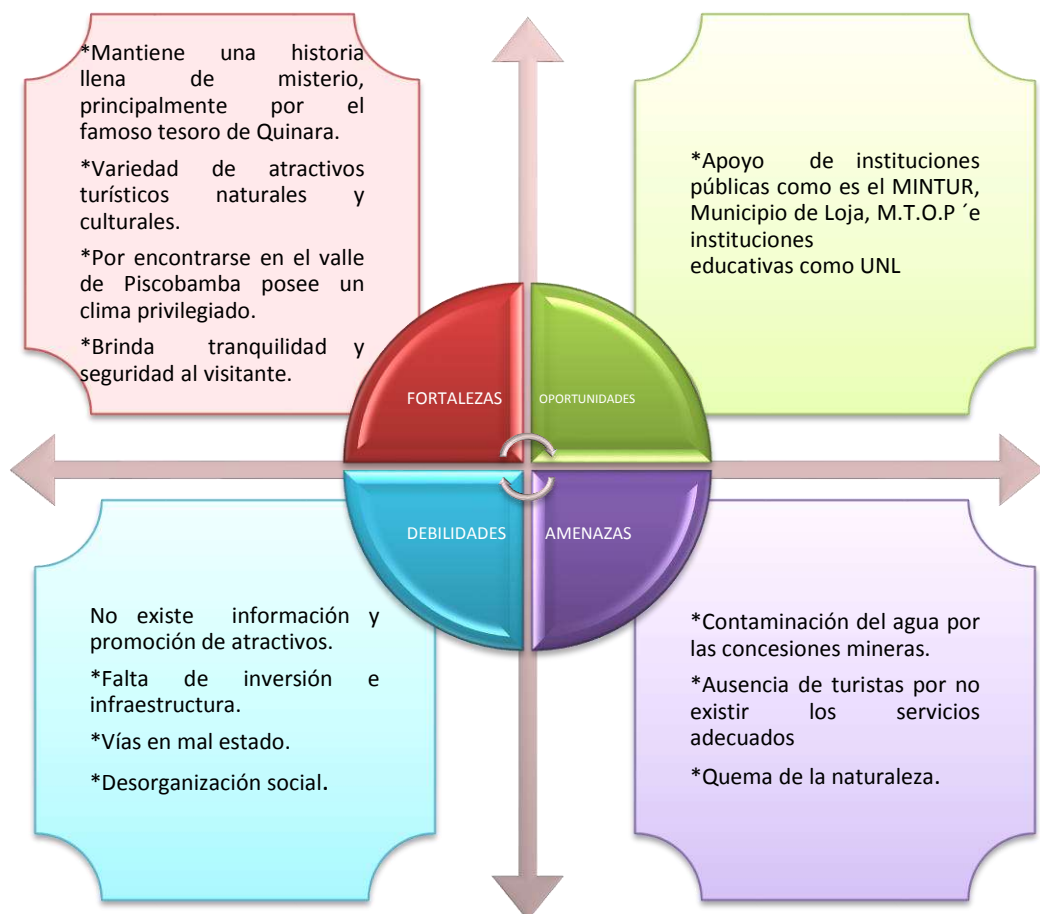 *Mantiene una historia
llena de misterio,
principalmente por el
famoso tesoro de Quinara.
*Variedad de atractivos
turísticos naturales y
culturales.
*Por encontrarse en el valle
de Piscobamba posee un
clima privilegiado.
*Brinda tranquilidad y
seguridad al visitante.
*Apoyo de instituciones
públicas como es el MINTUR,
Municipio de Loja, M.T.O.P ´e
instituciones
educativas como UNL
FORTALEZAS
OPORTUNIDADES
DEBILIDADES
AMENAZAS
No existe información y
promoción de atractivos.
*Falta de inversión e
infraestructura.
*Vías en mal estado.
*Desorganización social.
*Contaminación del agua por
las concesiones mineras.
*Ausencia de turistas por no
existir los servicios
adecuados
*Quema de la naturaleza.